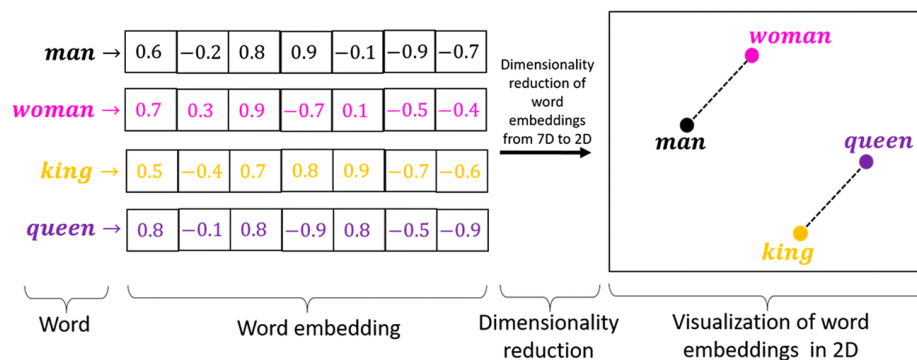 man → 0.6 −0.2 0.8 0.9 −0.1 −0.9 −0.7
woman → 0.7 0.3 0.9 −0.7 0.1 −0.5 −0.4
king → 0.5 −0.4 0.7 0.8 0.9 −0.7 −0.6
queen → 0.8 −0.1 0.8 −0.9 0.8 −0.5 −0.9
Dimensionality
reduction of
word
embeddings
from 7D to 2D
woman
man
queen
king
Word
Word embedding
Dimensionality
reduction
Visualization of word
embeddings in 2D